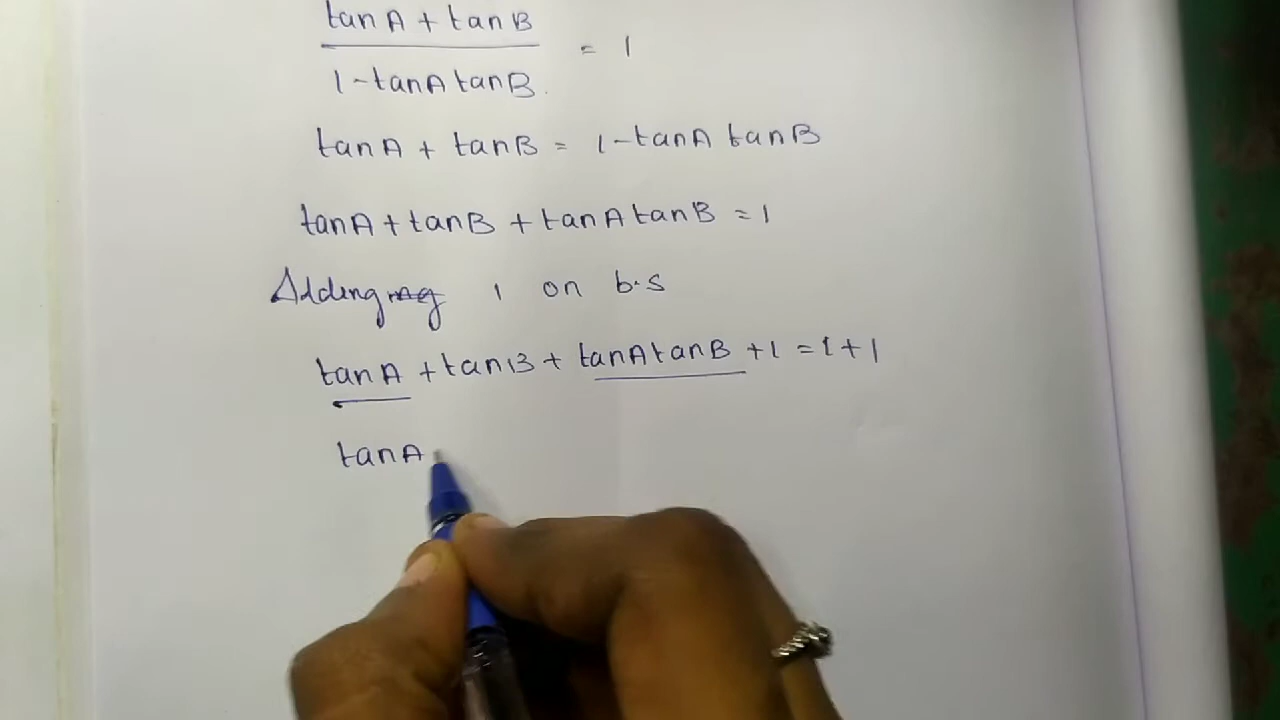 tanA + tanB
1-tanA tanB. = 1
tanA + tanB = 1-tanA tanB
tanA + tanB + tanA tanB = 1
Adding 1 on b.s
tanA + tanB + tanA tanB + 1 = 1 + 1
tanA